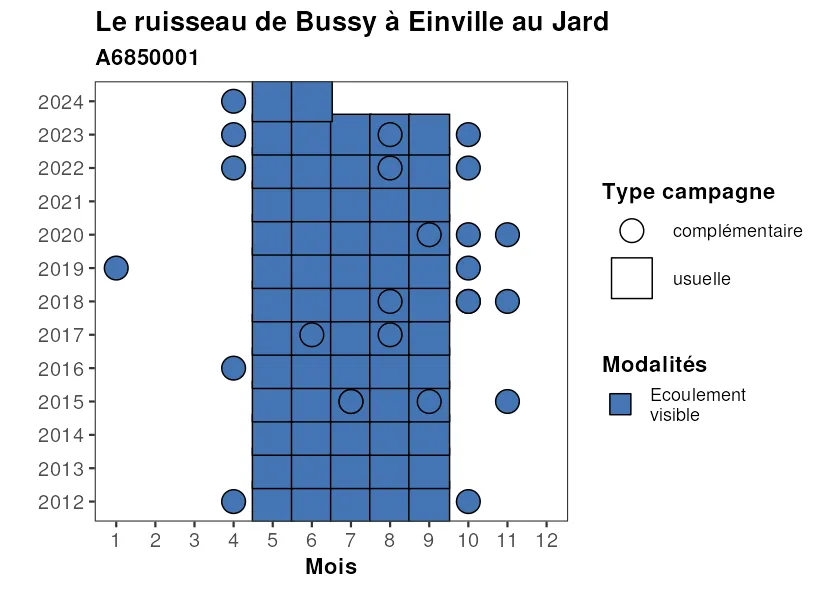 Le ruisseau de Bussy à Einville au Jard
A6850001
2024
2023
2022
2021
2020
2019
2018
2017
2016
2015
2014
2013
2012
1 2 3 4 5 6 7 8 9 10 11 12
Mois
Type campagne
complémentaire
usuelle
Modalités
Ecoulement
visible